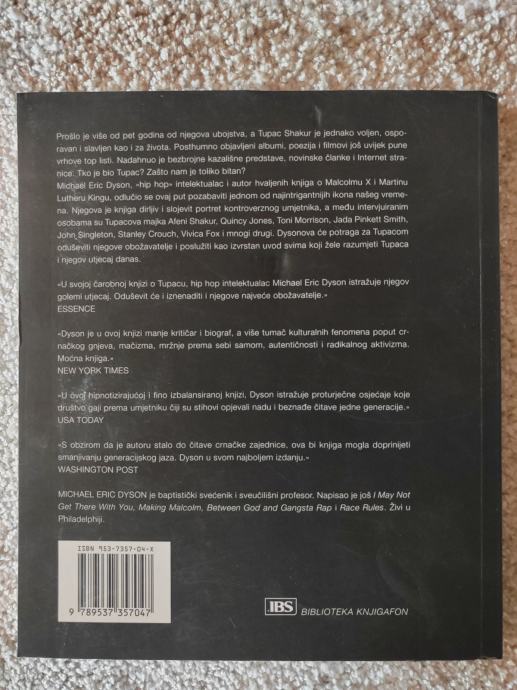 Prošlo je više od pet godina od njegova ubojstva, a Tupac Shakur je jednako voljen, ospo-
ravan i slavljen kao i za života. Posthumno objavljeni albumi, poezija i filmovi još uvijek pune
vrhove top listi. Nadahnuo je bezbrojne kazališne predstave, novinske članke i Internet stra-
nice. Tko je bio Tupac? Zašto nam je toliko bitan?
Michael Eric Dyson, »hip hop« intelektualac i autor hvaljenih knjiga o Malcolmu X i Martinu
Lutheru Kingu, odlučio se ovaj put pozabaviti jednom od najintrigantnijih ikona našeg vreme-
na. Njegova je knjiga dirljiv i slojevit portret kontroverznog umjetnika, a među intervjuiranim
osobama su Tupacova majka Afeni Shakur, Quincy Jones, Toni Morrison, Jada Pinkett Smith,
John Singleton, Stanley Crouch, Vivica Fox i mnogi drugi. Dysonova će potraga za Tupacom
oduševiti njegove obožavatelje i poslužiti kao izvrstan uvod svima koji žele razumjeti Tupaca
i njegov utjecaj danas.
»U svojoj čarobnoj knjizi o Tupacu, hip hop intelektualac Michael Eric Dyson istražuje njegov
golemi utjecaj. Oduševit će i iznenaditi i njegove najveće obožavatelje.«
ESSENCE
»Dyson je u ovoj knjizi manje kritičar i biograf, a više tumač kulturalnih fenomena poput cr-
načkog gnjeva, mačizma, mržnje prema sebi samom, autentičnosti i radikalnog aktivizma.
Moćna knjiga.«
NEW YORK TIMES
»U ovoj hipnotizirajućoj i fino izbalansiranoj knjizi, Dyson istražuje proturječne osjećaje koje
društvo gaji prema umjetniku čiji su stihovi opjevali nadu i beznađe čitave jedne generacije.«
USA TODAY
»S obzirom da je autoru stalo do čitave crnačke zajednice, ova bi knjiga mogla doprinijeti
smanjivanju generacijskog jaza. Dyson u svom najboljem izdanju.«
WASHINGTON POST
MICHAEL ERIC DYSON je baptistički svećenik i sveučilišni profesor. Napisao je još I May Not
Get There With You, Making Malcolm, Between God and Gangsta Rap i Race Rules. Živi u
Philadelphiji.
ISBN 953-7357-04-X
9 789537 357047
JBS BIBLIOTEKA KNJIGAFON